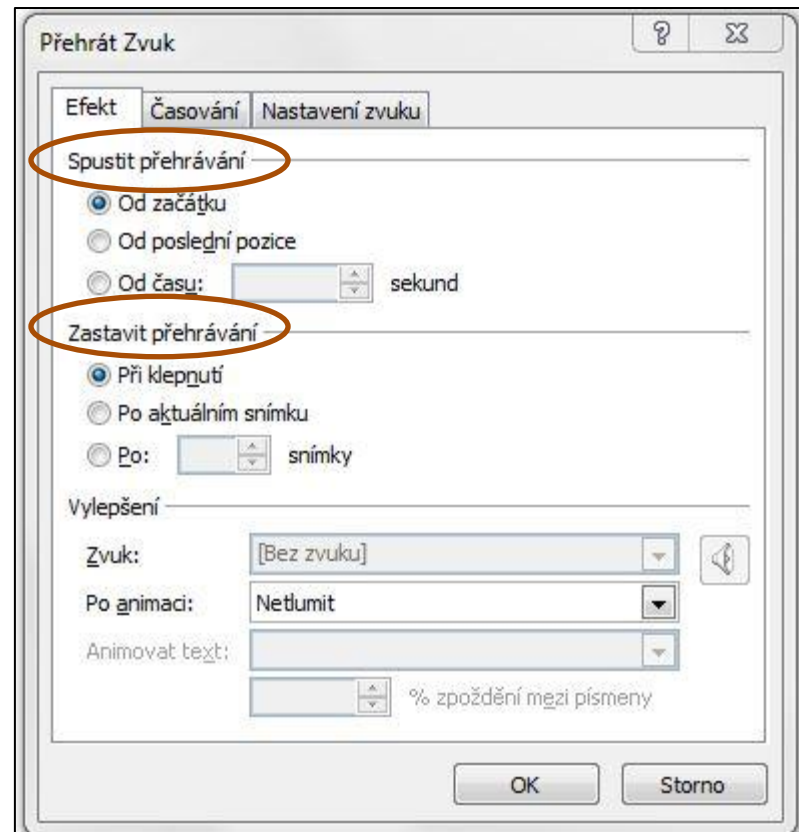 Přehrát Zvuk
Efekt Časování Nastavení zvuku
Spustit přehrávání
Od začátku
Od poslední pozice
Od času: sekund
Zastavit přehrávání
Při klepnutí
Po aktuálním snímku
Po: snímky
Vylepšení
Zvuk: [Bez zvuku]
Po animaci: Netlumit
Animovat text:
% zpoždění mezi písmeny
OK Storno